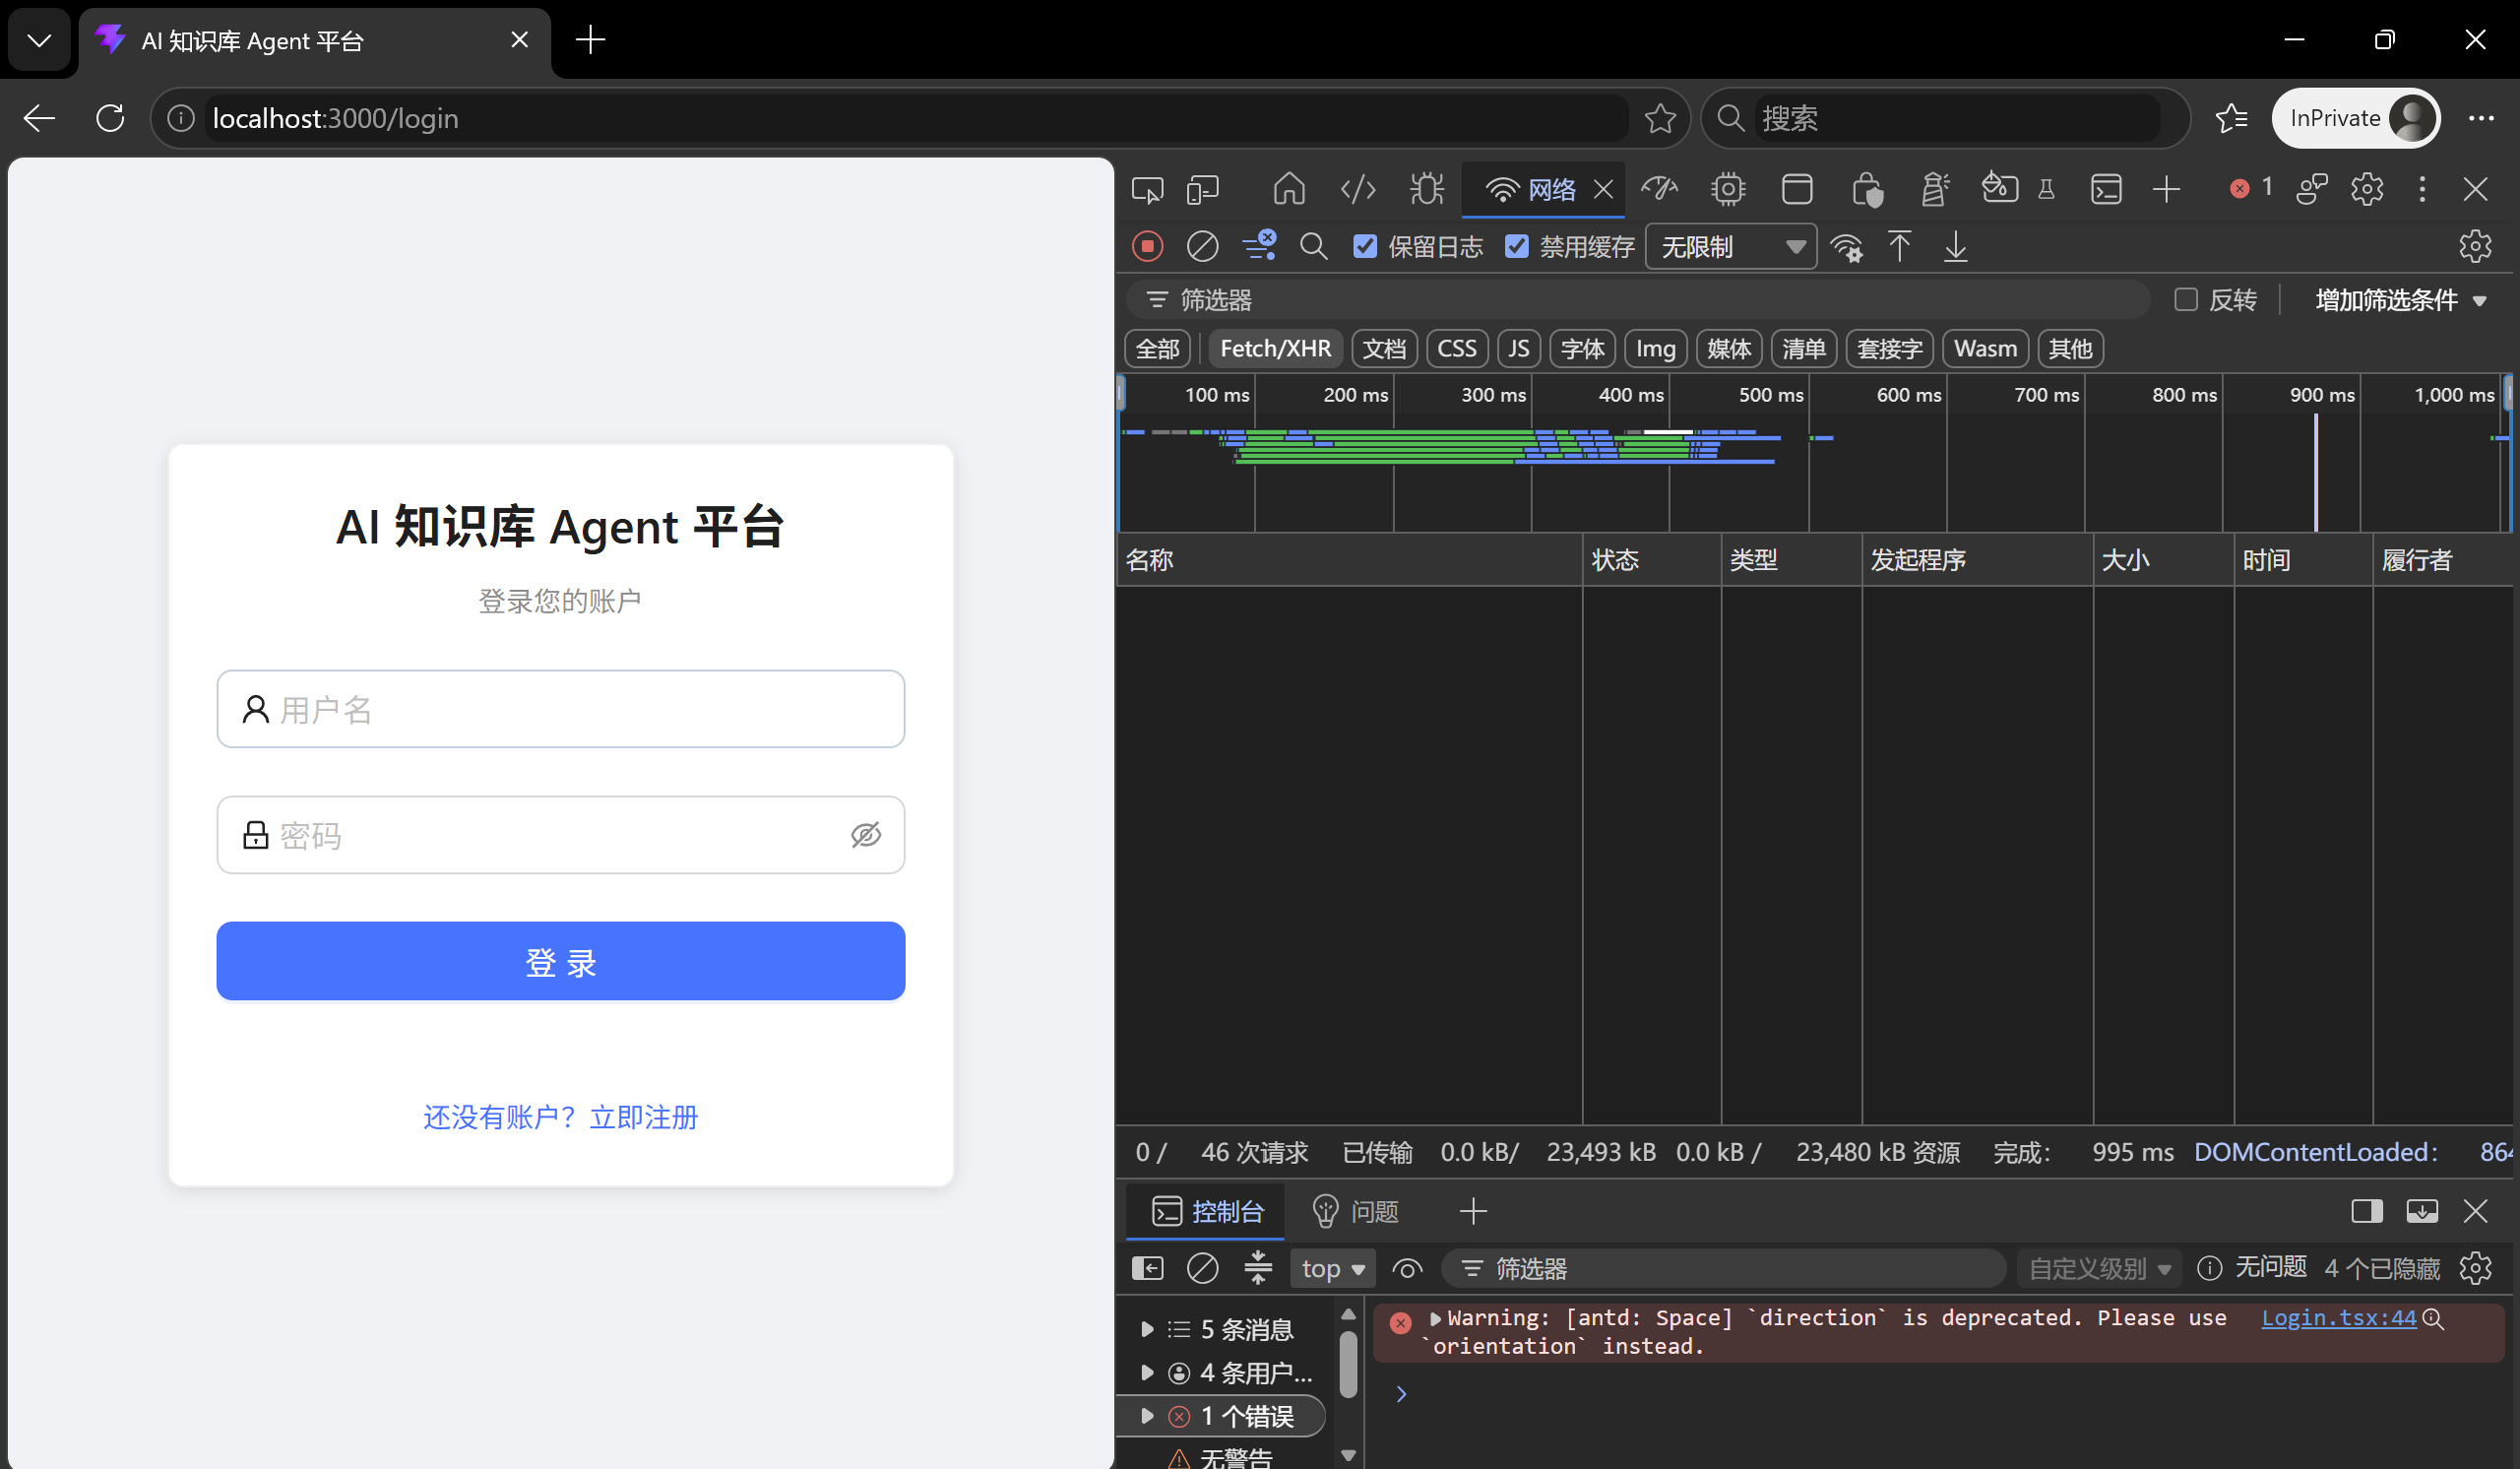 AI 知识库 Agent 平台
localhost:3000/login
搜索
InPrivate
AI 知识库 Agent 平台
登录您的账户
用户名
密码
登 录
还没有账户？立即注册
网络
1
保留日志
禁用缓存
无限制
筛选器
反转
增加筛选条件
全部 Fetch/XHR 文档 CSS JS 字体 Img 媒体 清单 套接字 Wasm 其他
100 ms 200 ms 300 ms 400 ms 500 ms 600 ms 700 ms 800 ms 900 ms 1,000 ms
名称 状态 类型 发起程序 大小 时间 履行者
0 / 46 次请求 已传输 0.0 kB/ 23,493 kB 0.0 kB / 23,480 kB 资源 完成： 995 ms DOMContentLoaded： 864
控制台 问题
top 筛选器 自定义级别 无问题 4 个已隐藏
5 条消息
4 条用户...
1 个错误
无警告
Warning: [antd: Space] `direction` is deprecated. Please use Login.tsx:44
`orientation` instead.